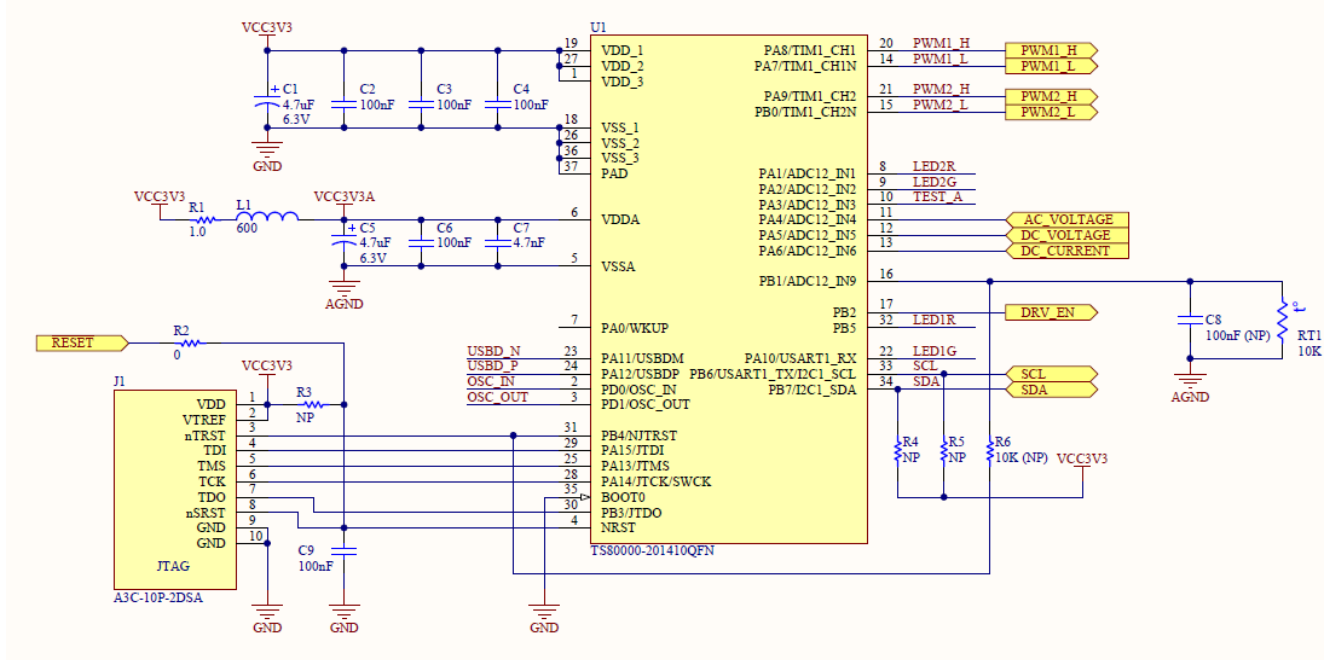 U1
VCC3V3
19 VDD_1
27 VDD_2
1 VDD_3
C1
+
4.7uF
6.3V
C2
100nF
C3
100nF
C4
100nF
18 VSS_1
26 VSS_2
36 VSS_3
37 PAD
GND
VCC3V3
R1
1.0
L1
600
VCC3V3A
6 VDDA
C5
+
4.7uF
6.3V
C6
100nF
C7
4.7nF
5 VSSA
AGND
RESET
R2
0
7 PA0/WKUP
USBD_N 23 PA11/USBDM
USBD_P 24 PA12/USBDP
OSC_IN 2 PD0/OSC_IN
OSC_OUT 3 PD1/OSC_OUT
VCC3V3
J1
VDD 1
VTREF 2
nTRST 3
TDI 4
TMS 5
TCK 6
TDO 7
nSRST 8
GND 9
GND 10
JTAG
A3C-10P-2DSA
R3
NP
31 PB4/NJTRST
29 PA15/JTDI
25 PA13/JTMS
28 PA14/JTCK/SWCK
35 BOOT0
30 PB3/JTDO
4 NRST
C9
100nF
GND
GND
GND
TS80000-201410QFN
PA8/TIM1_CH1 20 PWM1_H PWM1_H
PA7/TIM1_CH1N 14 PWM1_L PWM1_L
PA9/TIM1_CH2 21 PWM2_H PWM2_H
PB0/TIM1_CH2N 15 PWM2_L PWM2_L
PA1/ADC12_IN1 8 LED2R
PA2/ADC12_IN2 9 LED2G
PA3/ADC12_IN3 10 TEST_A
PA4/ADC12_IN4 11 AC_VOLTAGE
PA5/ADC12_IN5 12 DC_VOLTAGE
PA6/ADC12_IN6 13 DC_CURRENT
PB1/ADC12_IN9 16
PB2 17 DRV_EN
PB5 32 LED1R
PA10/USART1_RX 22 LED1G
PB6/USART1_TX/I2C1_SCL 33 SCL SCL
PB7/I2C1_SDA 34 SDA SDA
C8
100nF (NP)
t°
RT1
10K
AGND
R4
NP
R5
NP
R6
10K (NP)
VCC3V3